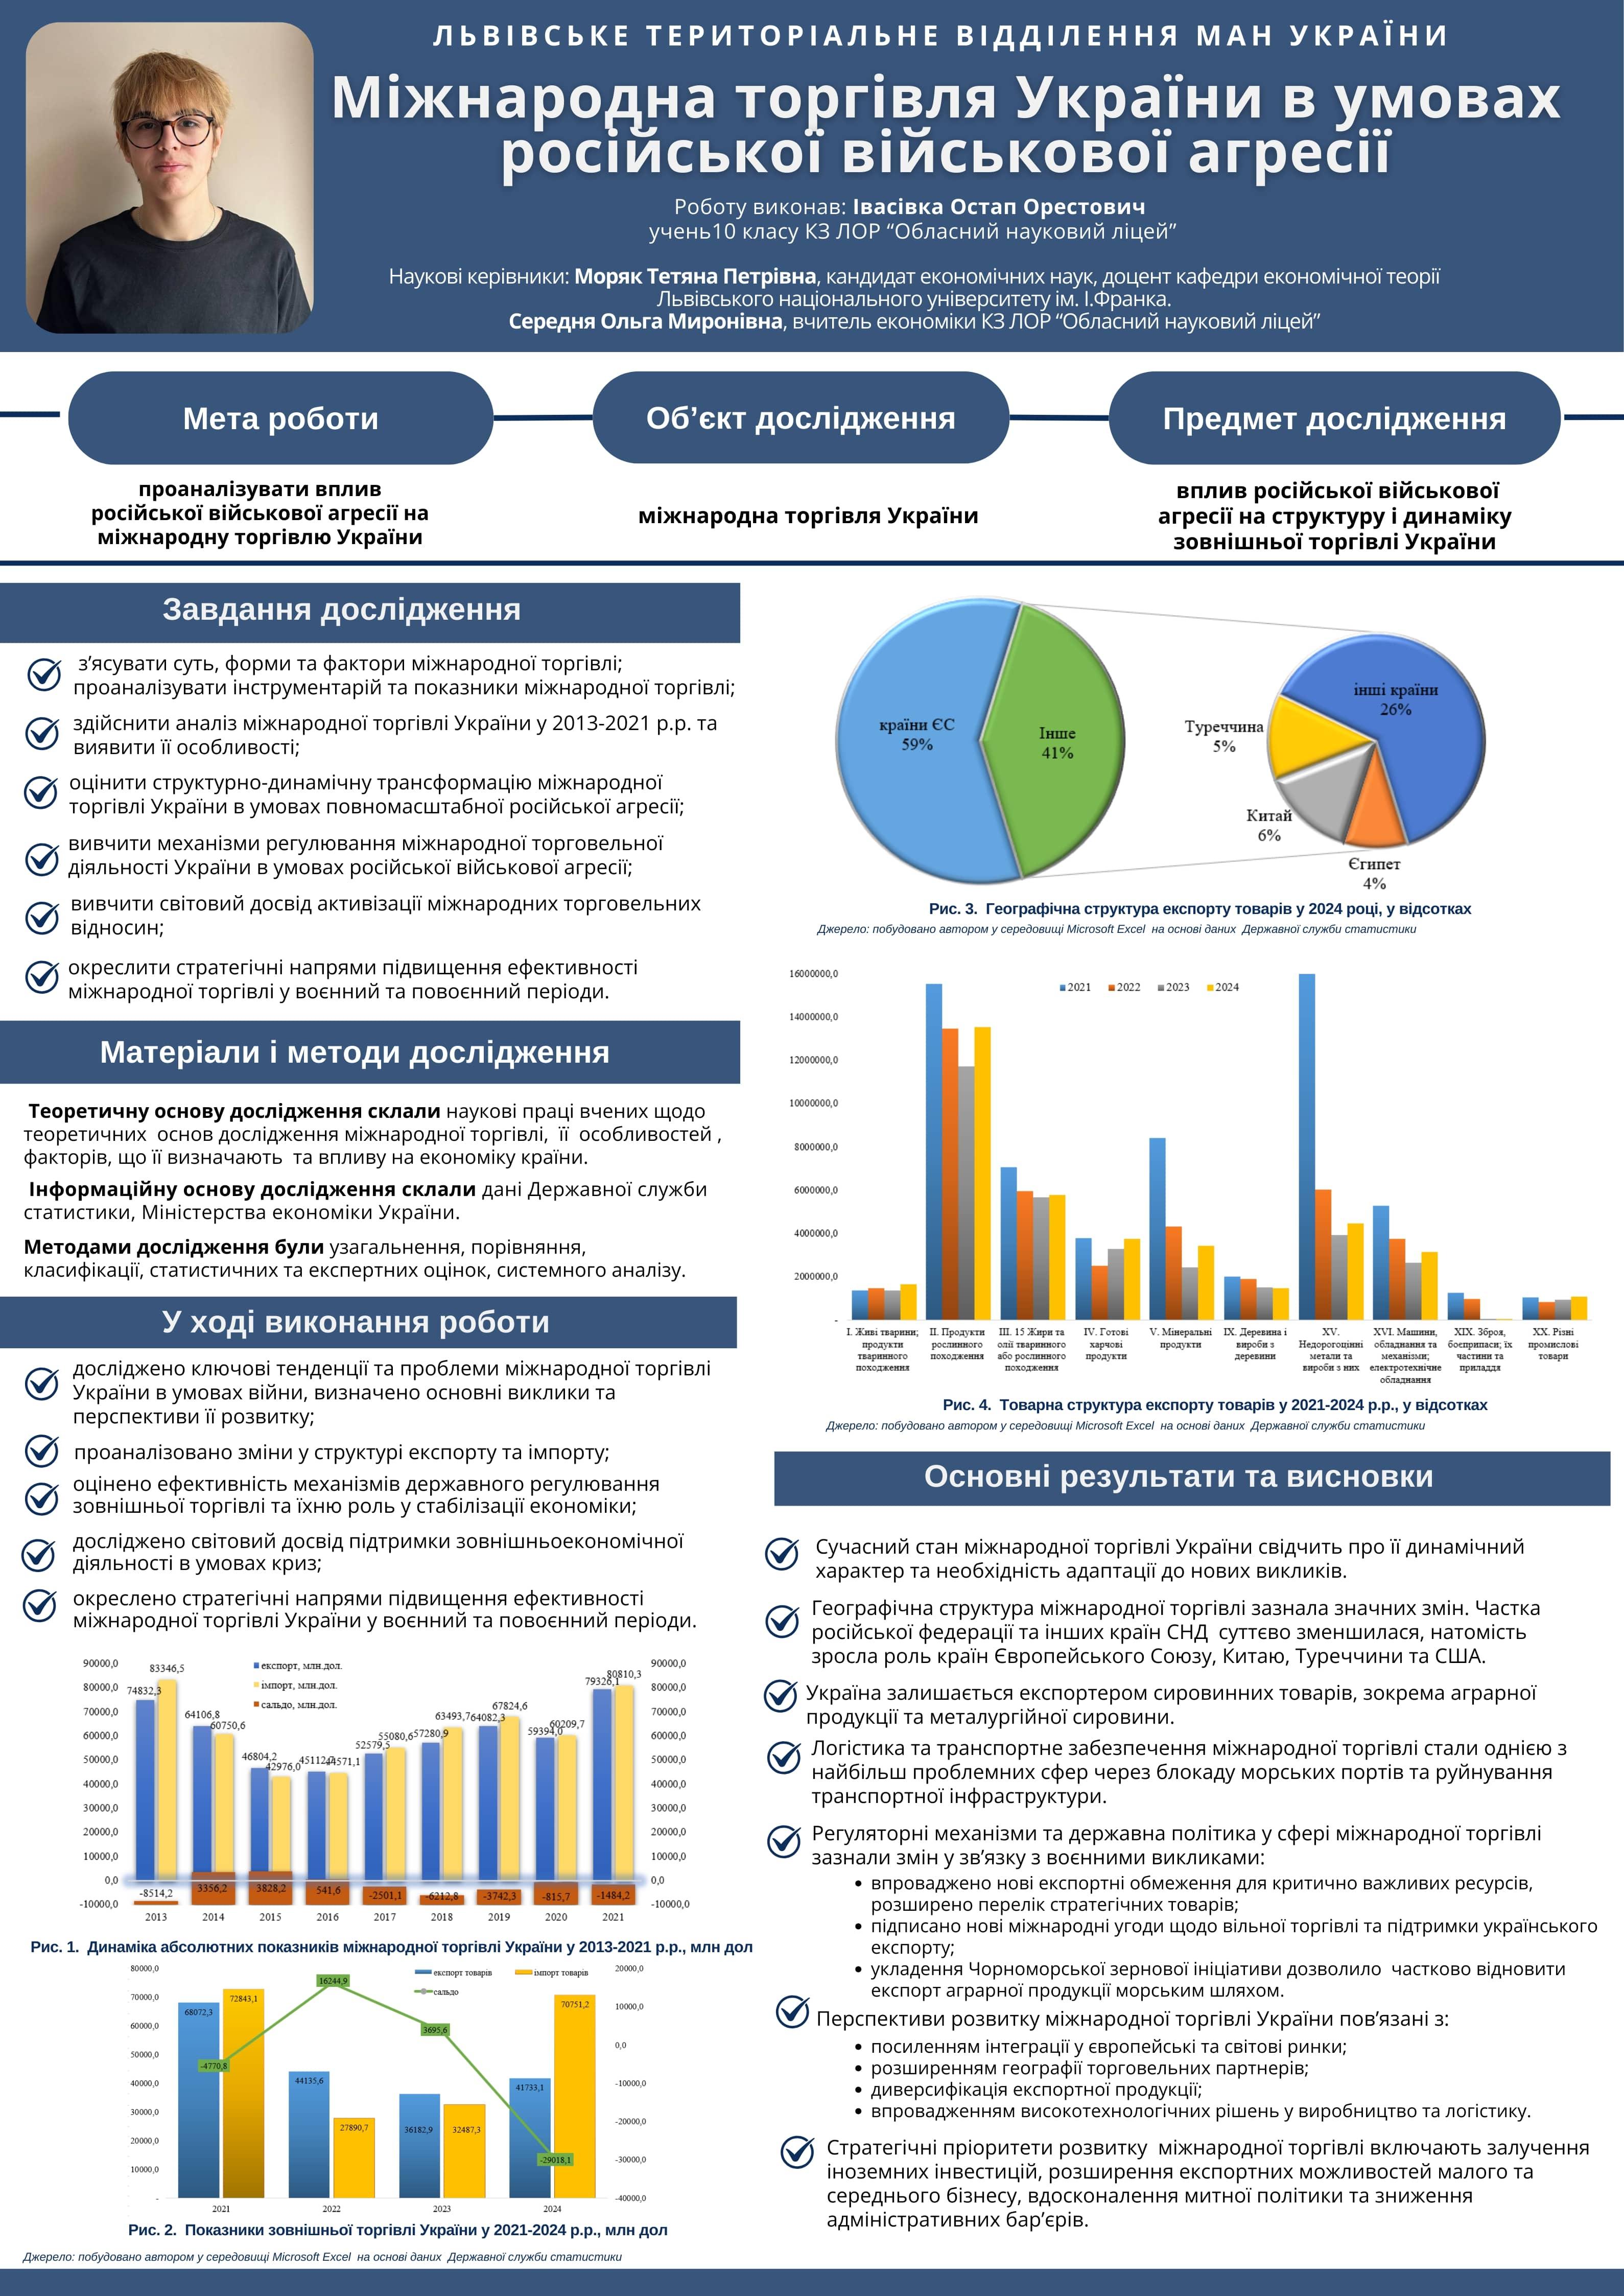 ЛЬВІВСЬКЕ ТЕРИТОРІАЛЬНЕ ВІДДІЛЕННЯ МАН УКРАЇНИ
Міжнародна торгівля України в умовах
російської військової агресії
Роботу виконав: Івасівка Остап Орестович
учень10 класу КЗ ЛОР “Обласний науковий ліцей”
Наукові керівники: Моряк Тетяна Петрівна, кандидат економічних наук, доцент кафедри економічної теорії
Львівського національного університету ім. І.Франка.
Середня Ольга Миронівна, вчитель економіки КЗ ЛОР “Обласний науковий ліцей”
Мета роботи
проаналізувати вплив
російської військової агресії на
міжнародну торгівлю України
Об’єкт дослідження
міжнародна торгівля України
Предмет дослідження
вплив російської військової
агресії на структуру і динаміку
зовнішньої торгівлі України
Завдання дослідження
з’ясувати суть, форми та фактори міжнародної торгівлі;
проаналізувати інструментарій та показники міжнародної торгівлі;
здійснити аналіз міжнародної торгівлі України у 2013-2021 р.р. та
виявити її особливості;
оцінити структурно-динамічну трансформацію міжнародної
торгівлі України в умовах повномасштабної російської агресії;
вивчити механізми регулювання міжнародної торговельної
діяльності України в умовах російської військової агресії;
вивчити світовий досвід активізації міжнародних торговельних
відносин;
окреслити стратегічні напрями підвищення ефективності
міжнародної торгівлі у воєнний та повоєнний періоди.
Матеріали і методи дослідження
Теоретичну основу дослідження склали наукові праці вчених щодо
теоретичних основ дослідження міжнародної торгівлі, її особливостей ,
факторів, що її визначають та впливу на економіку країни.
Інформаційну основу дослідження склали дані Державної служби
статистики, Міністерства економіки України.
Методами дослідження були узагальнення, порівняння,
класифікації, статистичних та експертних оцінок, системного аналізу.
У ході виконання роботи
досліджено ключові тенденції та проблеми міжнародної торгівлі
України в умовах війни, визначено основні виклики та
перспективи її розвитку;
проаналізовано зміни у структурі експорту та імпорту;
оцінено ефективність механізмів державного регулювання
зовнішньої торгівлі та їхню роль у стабілізації економіки;
досліджено світовий досвід підтримки зовнішньоекономічної
діяльності в умовах криз;
окреслено стратегічні напрями підвищення ефективності
міжнародної торгівлі України у воєнний та повоєнний періоди.
90000,0
80000,0
70000,0
60000,0
50000,0
40000,0
30000,0
20000,0
10000,0
0,0
-10000,0
експорт, млн.дол.
імпорт, млн.дол.
сальдо, млн.дол.
74832,3 83346,5
64106,8 60750,6
46804,2 42976,0
45112,2 44571,1
52579,5 55080,6
57280,9 63493,7
64082,3 67824,6
59394,0 60209,7
79326,1 80810,3
-8514,2 3356,2 3828,2 541,6 -2501,1 -6212,8 -3742,3 -815,7 -1484,2
2013 2014 2015 2016 2017 2018 2019 2020 2021
90000,0
80000,0
70000,0
60000,0
50000,0
40000,0
30000,0
20000,0
10000,0
0,0
-10000,0
Рис. 1. Динаміка абсолютних показників міжнародної торгівлі України у 2013-2021 р.р., млн дол
80000,0
70000,0
60000,0
50000,0
40000,0
30000,0
20000,0
10000,0
-
експорт товарів імпорт товарів
сальдо
68072,3 72843,1
44135,6 27890,7
36182,9 32487,3
41733,1 70751,2
-4770,8 16244,9 3695,6 -29018,1
2021 2022 2023 2024
20000,0
10000,0
0,0
-10000,0
-20000,0
-30000,0
-40000,0
Рис. 2. Показники зовнішньої торгівлі України у 2021-2024 р.р., млн дол
Джерело: побудовано автором у середовищі Microsoft Excel на основі даних Державної служби статистики
країни ЄС
59%
Інше
41%
інші країни
26%
Туреччина
5%
Китай
6%
Єгипет
4%
Рис. 3. Географічна структура експорту товарів у 2024 році, у відсотках
Джерело: побудовано автором у середовищі Microsoft Excel на основі даних Державної служби статистики
16000000,0
14000000,0
12000000,0
10000000,0
8000000,0
6000000,0
4000000,0
2000000,0
-
2021 2022 2023 2024
I. Живі тварини;
продукти
тваринного
походження
II. Продукти
рослинного
походження
III. 15 Жири та
олії тваринного
або рослинного
походження
IV. Готові
харчові
продукти
V. Мінеральні
продукти
IX. Деревина і
вироби з
деревини
XV.
Недорогоцінні
метали та
вироби з них
XVI. Машини,
обладнання та
механізми;
електротехнічне
обладнання
XIX. Зброя,
боєприпаси; їх
частини та
приладдя
XX. Різні
промислові
товари
Рис. 4. Товарна структура експорту товарів у 2021-2024 р.р., у відсотках
Джерело: побудовано автором у середовищі Microsoft Excel на основі даних Державної служби статистики
Основні результати та висновки
Сучасний стан міжнародної торгівлі України свідчить про її динамічний
характер та необхідність адаптації до нових викликів.
Географічна структура міжнародної торгівлі зазнала значних змін. Частка
російської федерації та інших країн СНД суттєво зменшилася, натомість
зросла роль країн Європейського Союзу, Китаю, Туреччини та США.
Україна залишається експортером сировинних товарів, зокрема аграрної
продукції та металургійної сировини.
Логістика та транспортне забезпечення міжнародної торгівлі стали однією з
найбільш проблемних сфер через блокаду морських портів та руйнування
транспортної інфраструктури.
Регуляторні механізми та державна політика у сфері міжнародної торгівлі
зазнали змін у зв’язку з воєнними викликами:
• впроваджено нові експортні обмеження для критично важливих ресурсів,
розширено перелік стратегічних товарів;
• підписано нові міжнародні угоди щодо вільної торгівлі та підтримки українського
експорту;
• укладення Чорноморської зернової ініціативи дозволило частково відновити
експорт аграрної продукції морським шляхом.
Перспективи розвитку міжнародної торгівлі України пов’язані з:
• посиленням інтеграції у європейські та світові ринки;
• розширенням географії торговельних партнерів;
• диверсифікація експортної продукції;
• впровадженням високотехнологічних рішень у виробництво та логістику.
Стратегічні пріоритети розвитку міжнародної торгівлі включають залучення
іноземних інвестицій, розширення експортних можливостей малого та
середнього бізнесу, вдосконалення митної політики та зниження
адміністративних бар’єрів.